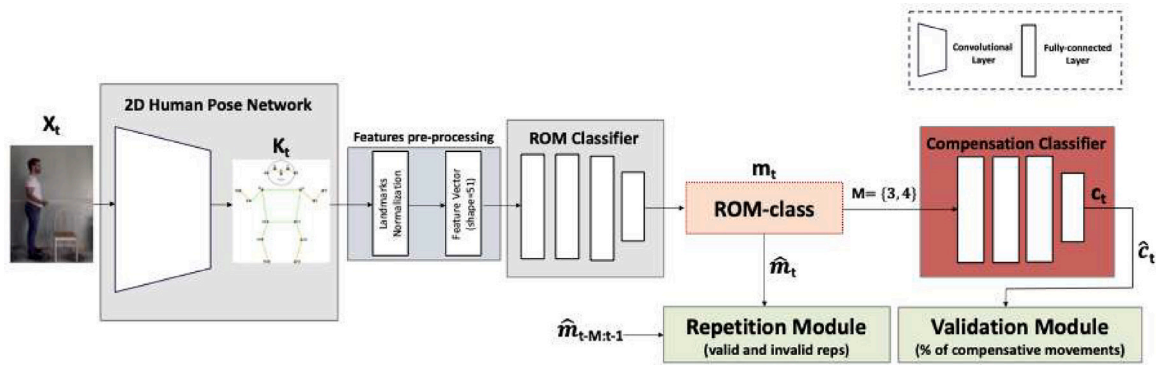 Convolutional
Layer
Fully-connected
Layer
2D Human Pose Network
X_t
K_t
Features pre-processing
Landmarks
Normalization
Feature Vector
(shape=51)
ROM Classifier
m_t
ROM-class
M= {3,4}
Compensation Classifier
c_t
m̂_t
ĉ_t
m̂_t-M:t-1
Repetition Module
(valid and invalid reps)
Validation Module
(% of compensative movements)